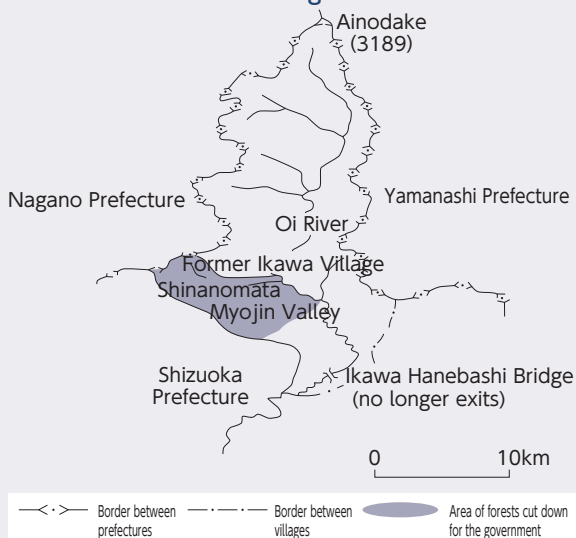 Ainodake
(3189)
Nagano Prefecture
Yamanashi Prefecture
Oi River
Former Ikawa Village
Shinanomata
Myojin Valley
Shizuoka
Prefecture
Ikawa Hanebashi Bridge
(no longer exits)
0 10km
Border between
prefectures
Border between
villages
Area of forests cut down
for the government